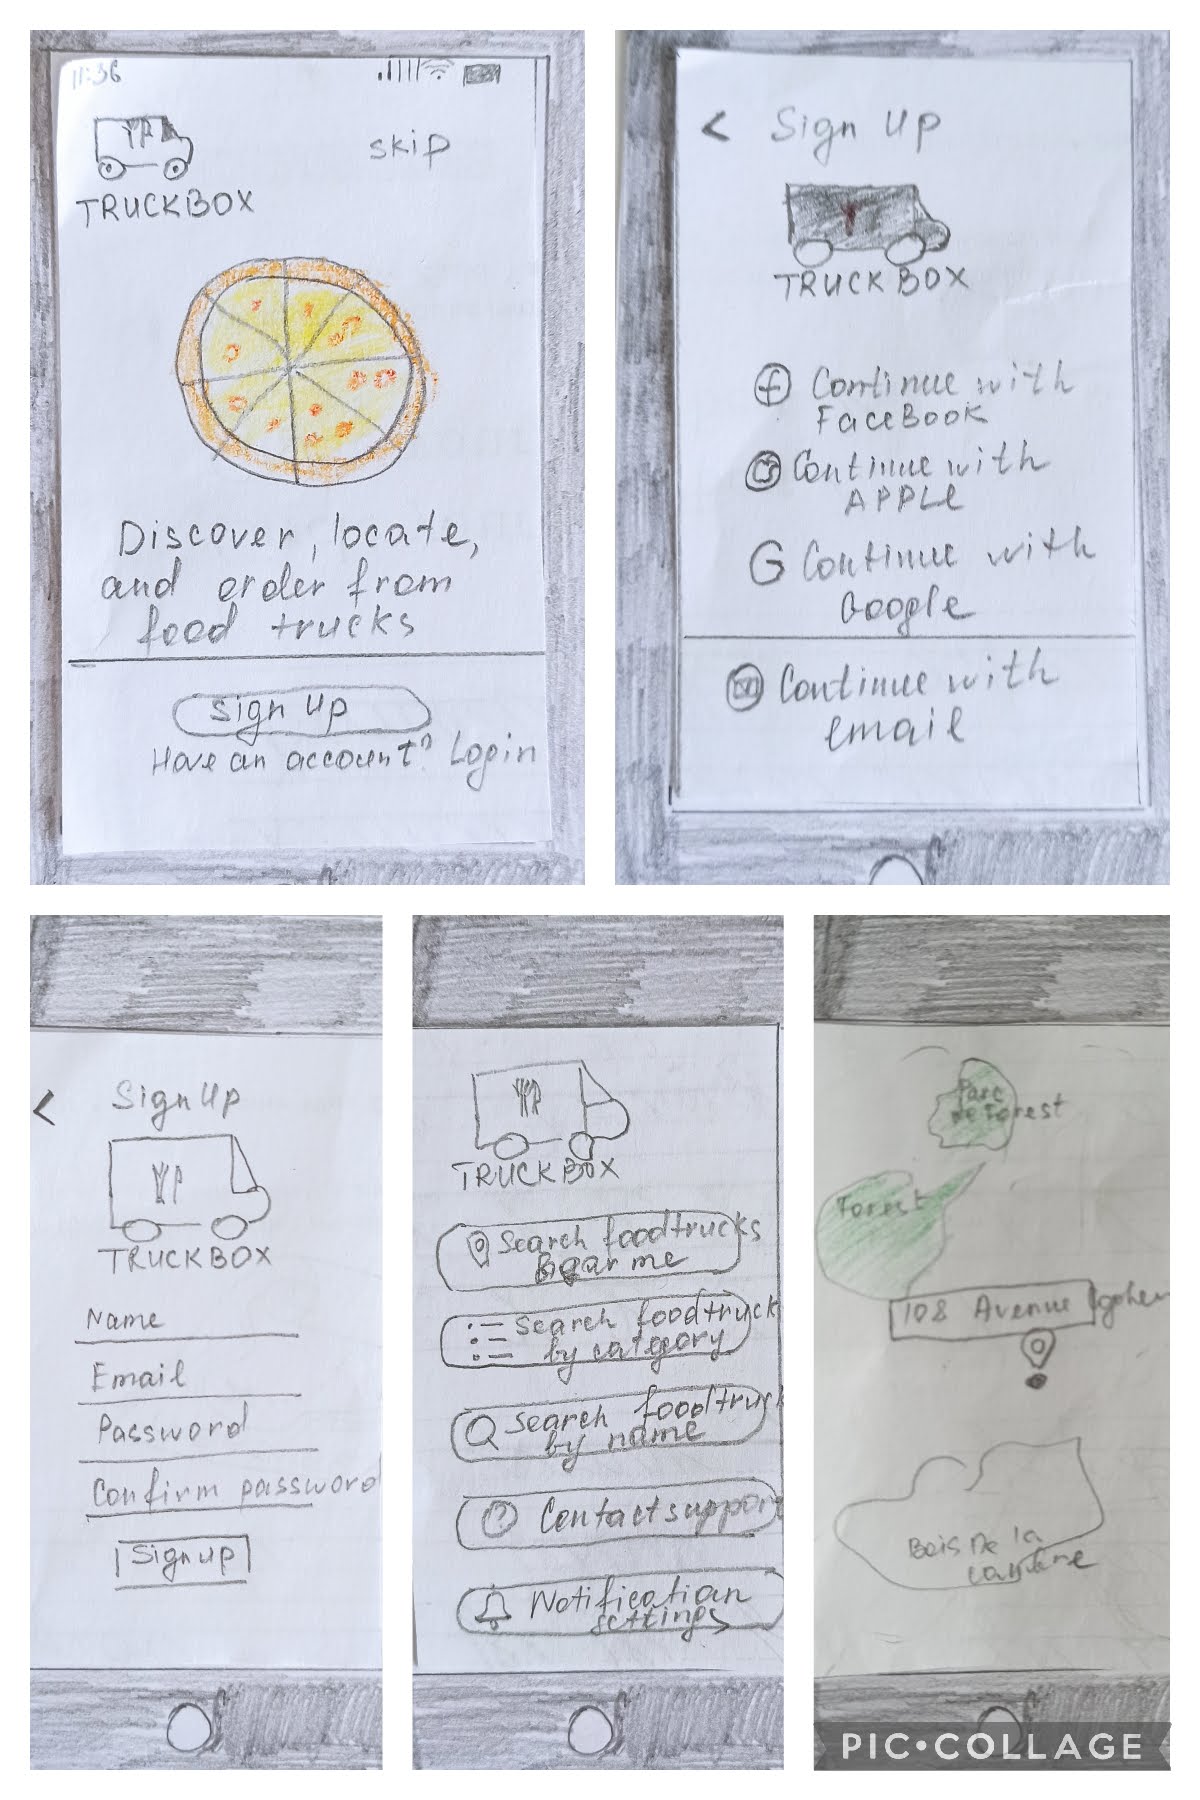 11:36
skip
TRUCKBOX
Discover, locate,
and order from
food trucks
Sign Up
Have an account? Login
< Sign Up
TRUCKBOX
f Continue with
FaceBook
Continue with
APPLE
G Continue with
Google
Continue with
email
< Sign Up
TRUCKBOX
Name
Email
Password
Confirm password
Sign up
TRUCKBOX
Search foodtrucks
near me
Search foodtruck
by category
Search foodtruck
by name
? Contact support
Notification
settings
Parc
de Forest
Forest
108 Avenue
Bois De la
PIC•COLLAGE